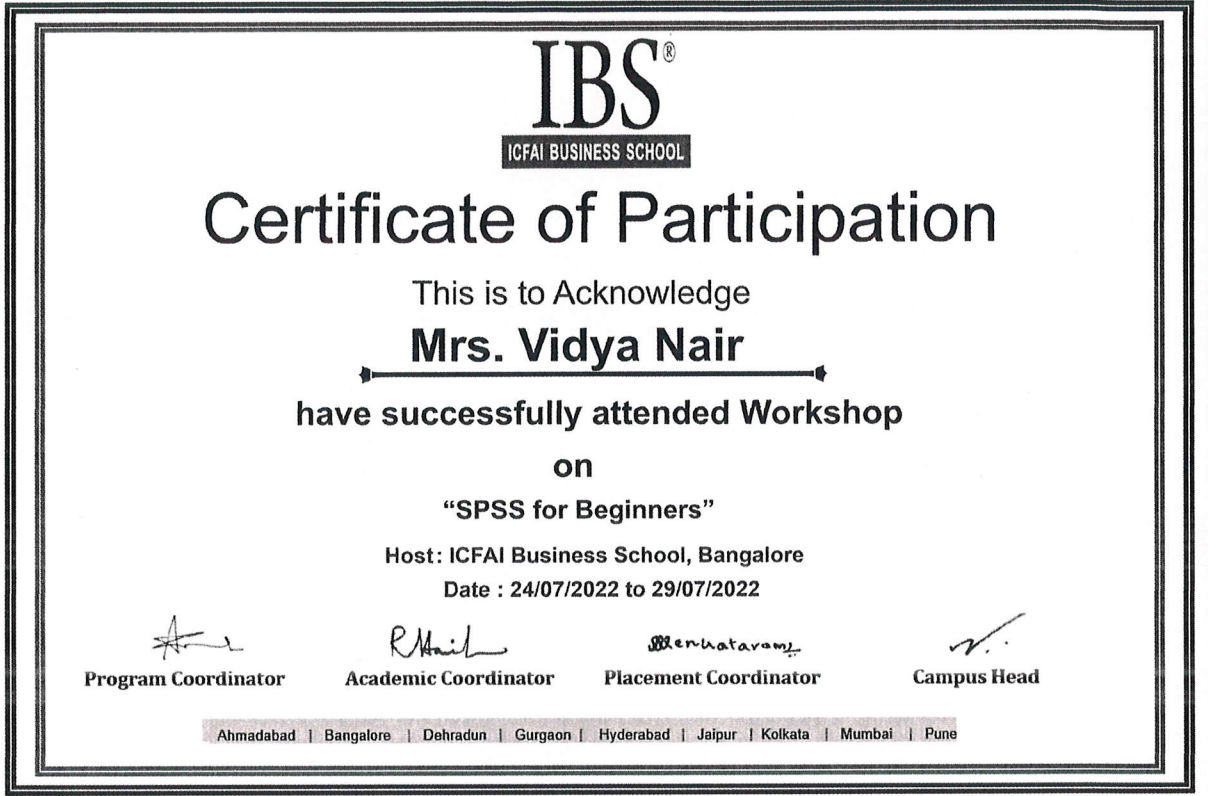 IBS®
ICFAI BUSINESS SCHOOL
Certificate of Participation
This is to Acknowledge
Mrs. Vidya Nair
have successfully attended Workshop
on
“SPSS for Beginners”
Host: ICFAI Business School, Bangalore
Date : 24/07/2022 to 29/07/2022
Program Coordinator Academic Coordinator Placement Coordinator Campus Head
Ahmadabad | Bangalore | Dehradun | Gurgaon | Hyderabad | Jaipur | Kolkata | Mumbai | Pune